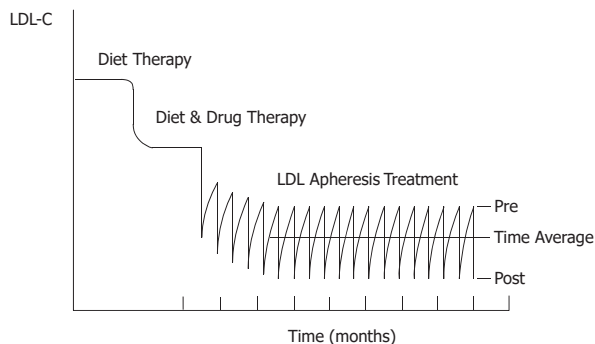 LDL-C
Diet Therapy
Diet & Drug Therapy
LDL Apheresis Treatment
Pre
Time Average
Post
Time (months)